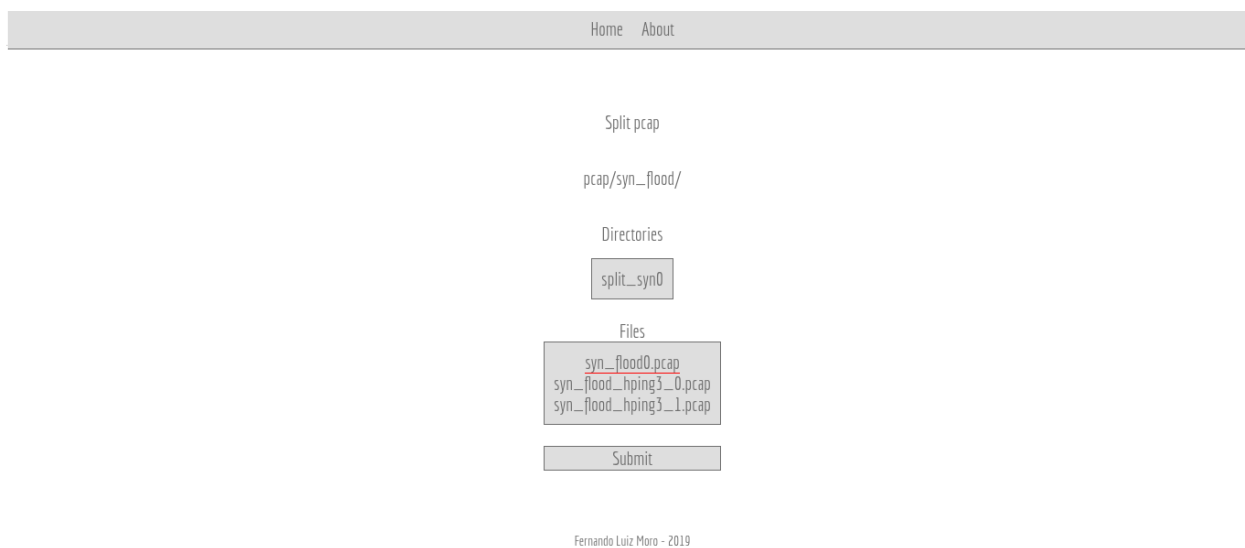 Home About
Split pcap
pcap/syn_flood/
Directories
split_syn0
Files
syn_flood0.pcap
syn_flood_hping3_0.pcap
syn_flood_hping3_1.pcap
Submit
Fernando Luiz Moro - 2019